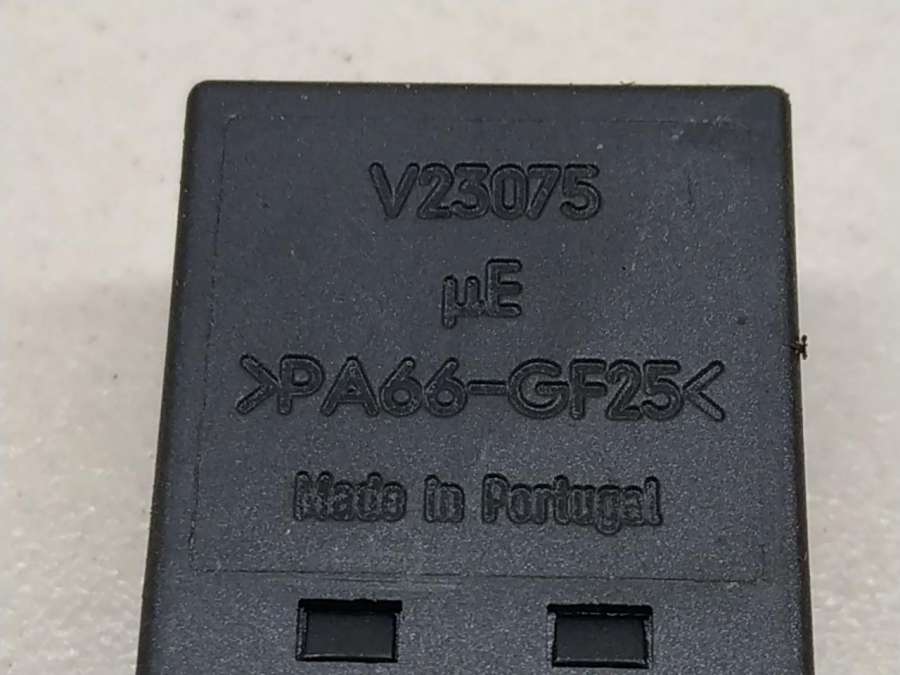 V23075
µE
>PA66-GF25<
Made in Portugal